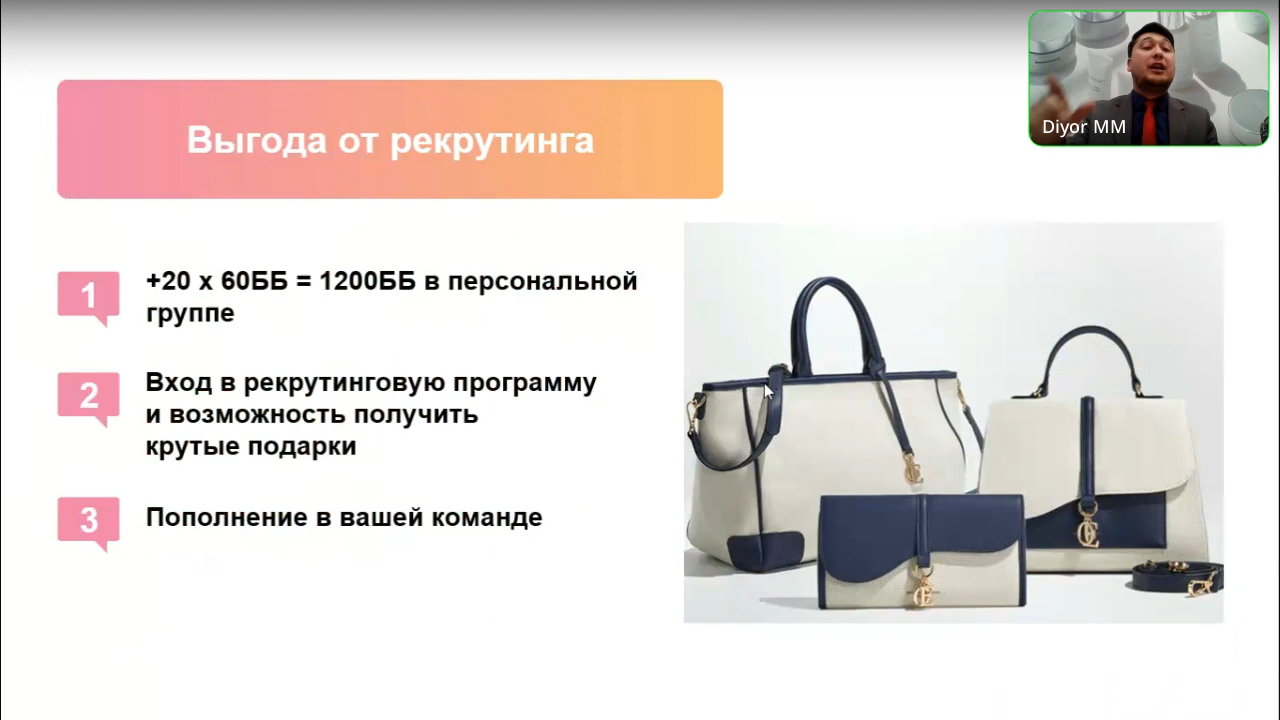 Diyor MM
Выгода от рекрутинга
1
+20 х 60ББ = 1200ББ в персональной
группе
2
Вход в рекрутинговую программу
и возможность получить
крутые подарки
3
Пополнение в вашей команде